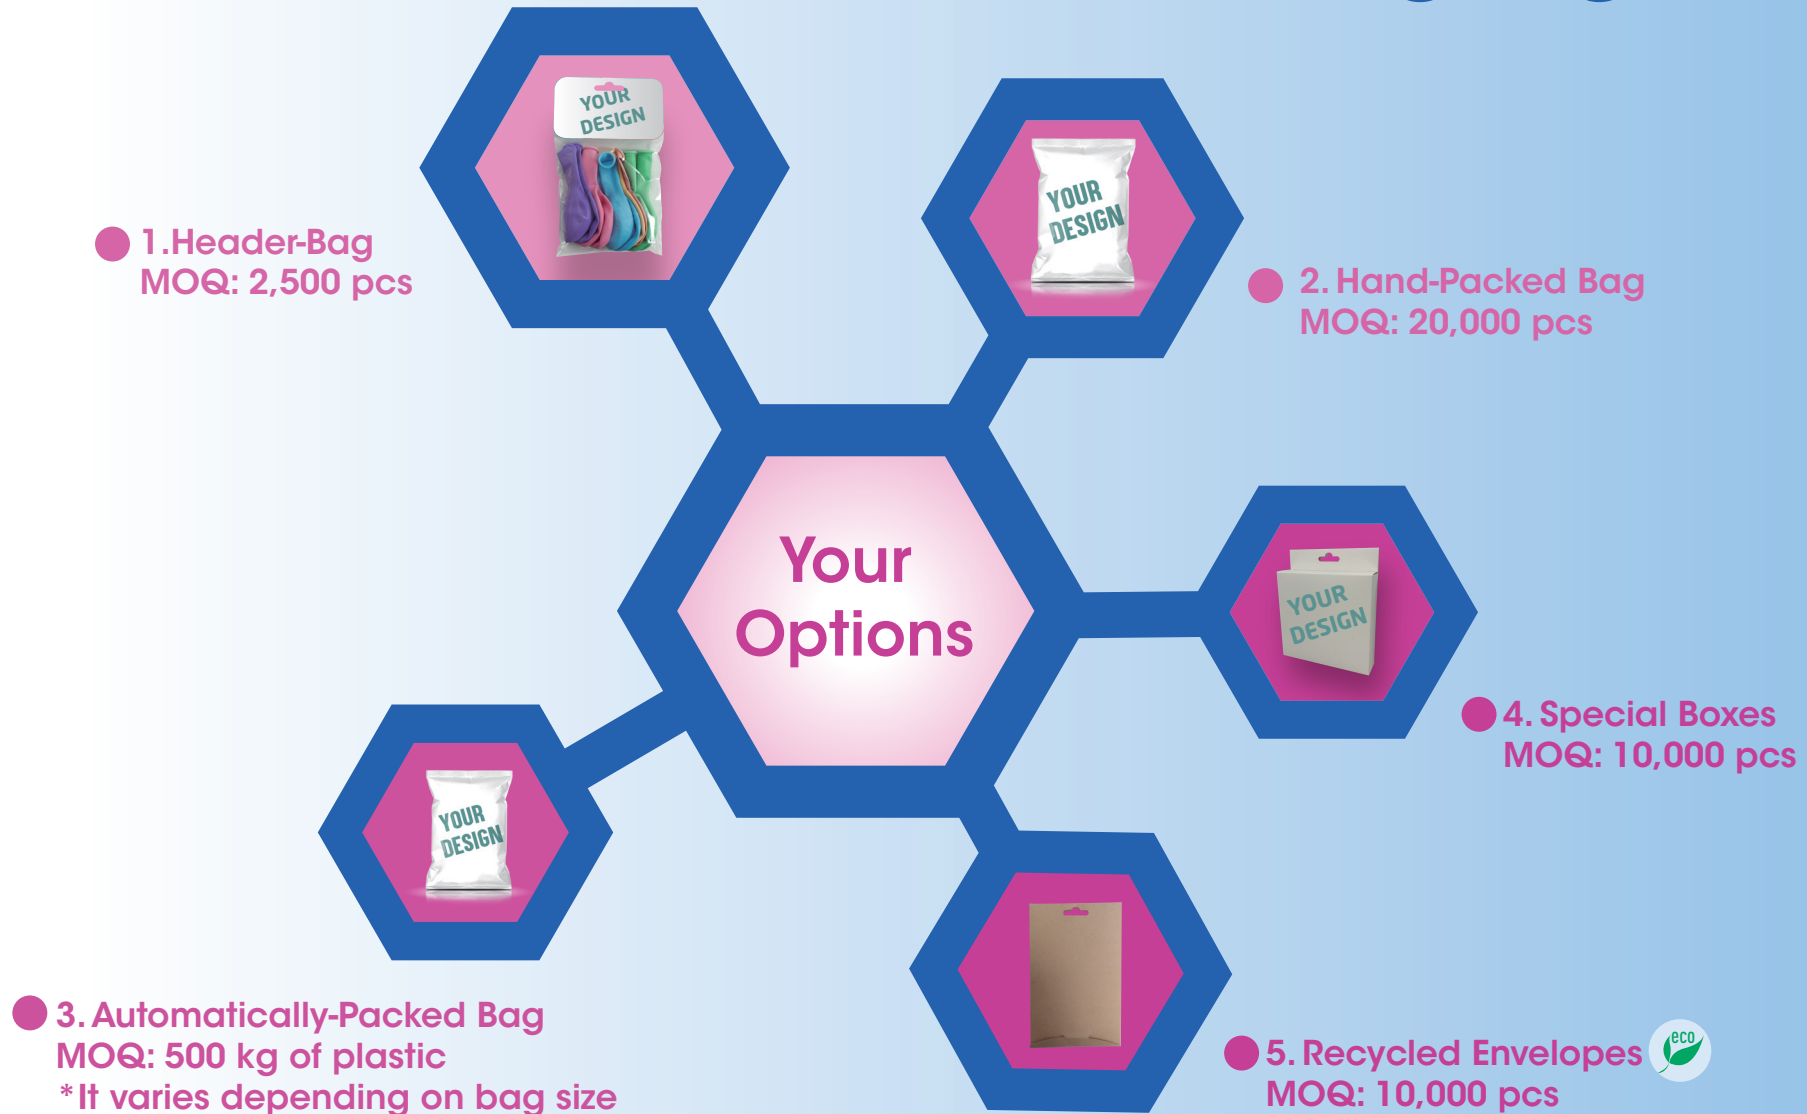 YOUR
DESIGN
1.Header-Bag
MOQ: 2,500 pcs
YOUR
DESIGN
2. Hand-Packed Bag
MOQ: 20,000 pcs
Your
Options
YOUR
DESIGN
4. Special Boxes
MOQ: 10,000 pcs
YOUR
DESIGN
3. Automatically-Packed Bag
MOQ: 500 kg of plastic
*It varies depending on bag size
5. Recycled Envelopes
eco
MOQ: 10,000 pcs